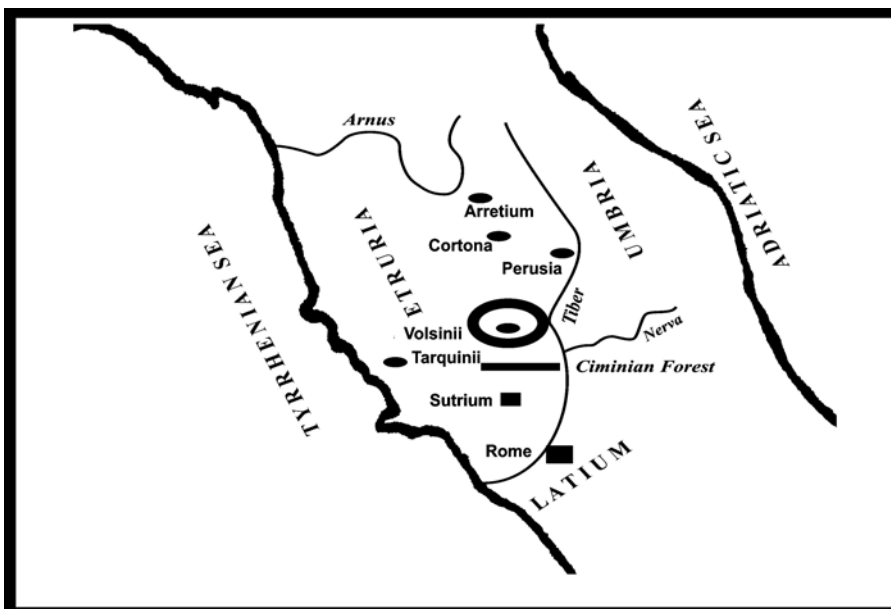 Arnus
ADRIATIC SEA
UMBRIA
Arretium
TYRRHENIAN SEA
ETRURIA
Cortona
Perusia
Tiber
Volsinii
Nerva
Tarquinii
Ciminian Forest
Sutrium
Rome
LATIUM